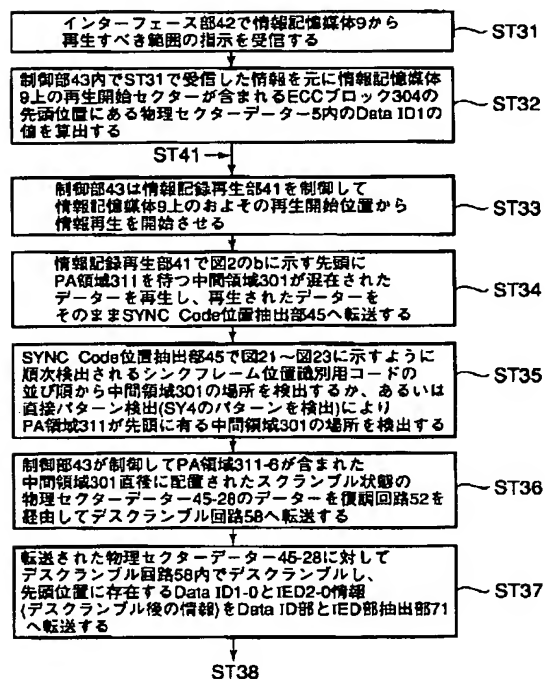 インターフェース部42で情報記憶媒体9から
再生すべき範囲の指示を受信する
ST31
制御部43内でST31で受信した情報を元に情報記憶媒体
9上の再生開始セクターが含まれるECCブロック304の
先頭位置にある物理セクターデーター5内のData ID1の
値を算出する
ST32
ST41
制御部43は情報記録再生部41を制御して
情報記憶媒体9上のおよその再生開始位置から
情報再生を開始させる
ST33
情報記録再生部41で図2のbに示す先頭に
PA領域311を待つ中間領域301が混在された
データーを再生し、再生されたデーターを
そのままSYNC Code位置抽出部45へ転送する
ST34
SYNC Code位置抽出部45で図21～図23に示すように
順次検出されるシンクフレーム位置識別用コードの
並び順から中間領域301の場所を検出するか、あるいは
直接パターン検出(SY4のパターンを検出)により
PA領域311が先頭に有る中間領域301の場所を検出する
ST35
制御部43が制御してPA領域311-6が含まれた
中間領域301直後に配置されたスクランブル状態の
物理セクターデーター45-28のデーターを復調回路52を
経由してデスクランブル回路58へ転送する
ST36
転送された物理セクターデーター45-28に対して
デスクランブル回路58内でデスクランブルし、
先頭位置に存在するData ID1-0とIED2-0情報
(デスクランブル後の情報)をData ID部とIED部抽出部71
へ転送する
ST37
ST38